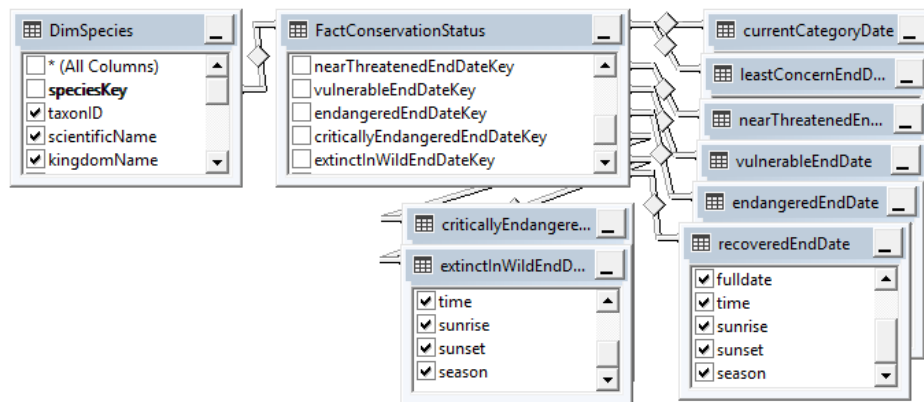 DimSpecies
* (All Columns)
speciesKey
taxonID
scientificName
kingdomName
FactConservationStatus
nearThreatenedEndDateKey
vulnerableEndDateKey
endangeredEndDateKey
criticallyEndangeredEndDateKey
extinctInWildEndDateKey
currentCategoryDate
leastConcernEndD...
nearThreatenedEn...
vulnerableEndDate
endangeredEndDate
recoveredEndDate
fulldate
time
sunrise
sunset
season
criticallyEndangere...
extinctInWildEndD...
time
sunrise
sunset
season